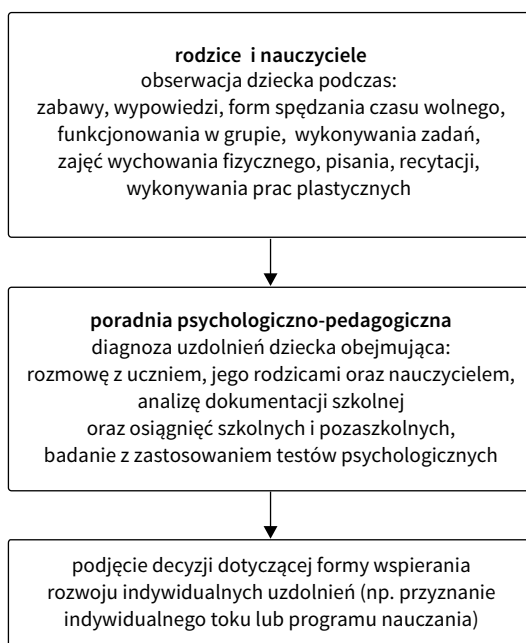 rodzice i nauczyciele
obserwacja dziecka podczas:
zabawy, wypowiedzi, form spędzania czasu wolnego,
funkcjonowania w grupie, wykonywania zadań,
zajęć wychowania fizycznego, pisania, recytacji,
wykonywania prac plastycznych
poradnia psychologiczno-pedagogiczna
diagnoza uzdolnień dziecka obejmująca:
rozmowę z uczniem, jego rodzicami oraz nauczycielem,
analizę dokumentacji szkolnej
oraz osiągnięć szkolnych i pozaszkolnych,
badanie z zastosowaniem testów psychologicznych
podjęcie decyzji dotyczącej formy wspierania
rozwoju indywidualnych uzdolnień (np. przyznanie
indywidualnego toku lub programu nauczania)